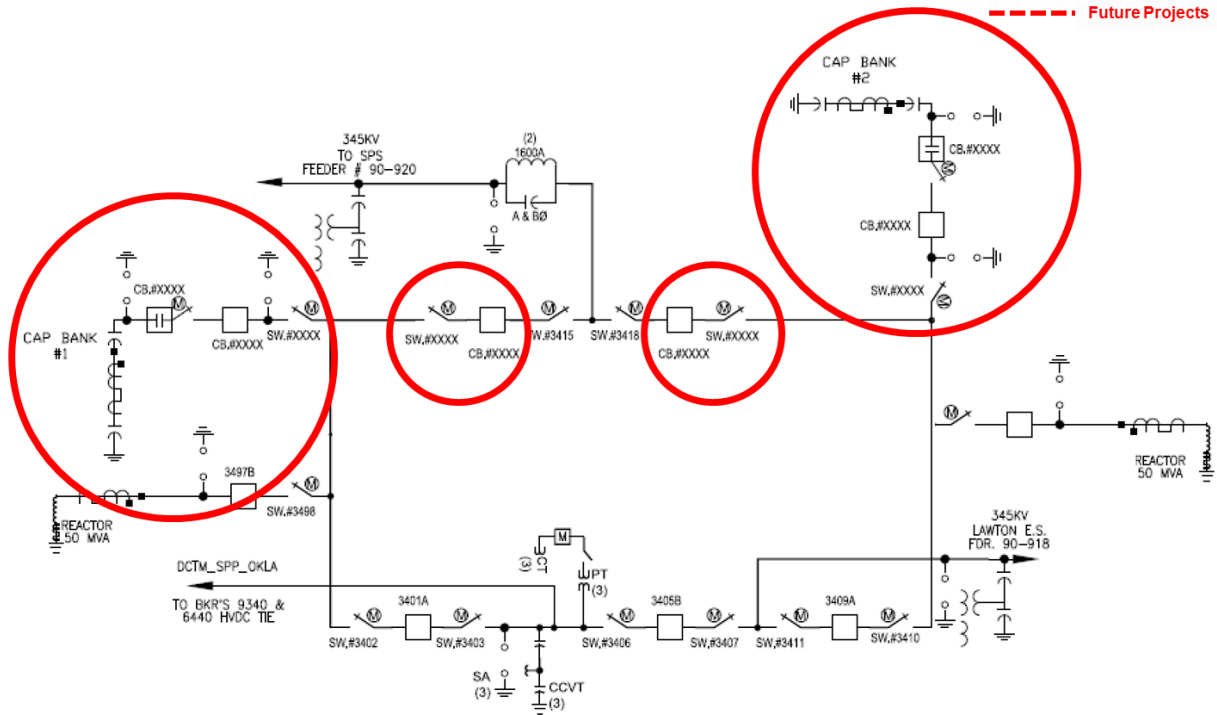 Future Projects
CAP BANK
#2
345KV
TO SPS
FEEDER # 90-920
(2)
1600A
A & BØ
CB.#XXXX
M
CB.#XXXX
SW.#XXXX
M
CB.#XXXX
M
M
SW.#XXXX
CB.#XXXX
CAP BANK
#1
M
SW.#XXXX
CB.#XXXX
M
SW.#3415
M
SW.#3418
CB.#XXXX
M
SW.#XXXX
M
REACTOR
50 MVA
3497B
M
SW.#3498
REACTOR
50 MVA
345KV
LAWTON E.S.
FDR. 90-918
DCTM_SPP_OKLA
TO BKR'S 9340 &
6440 HVDC TIE
M
CT
(3)
PT
(3)
3401A
M
M
SW.#3402
SW.#3403
3405B
M
M
SW.#3406
SW.#3407
3409A
M
M
SW.#3411
SW.#3410
SA
(3)
CCVT
(3)